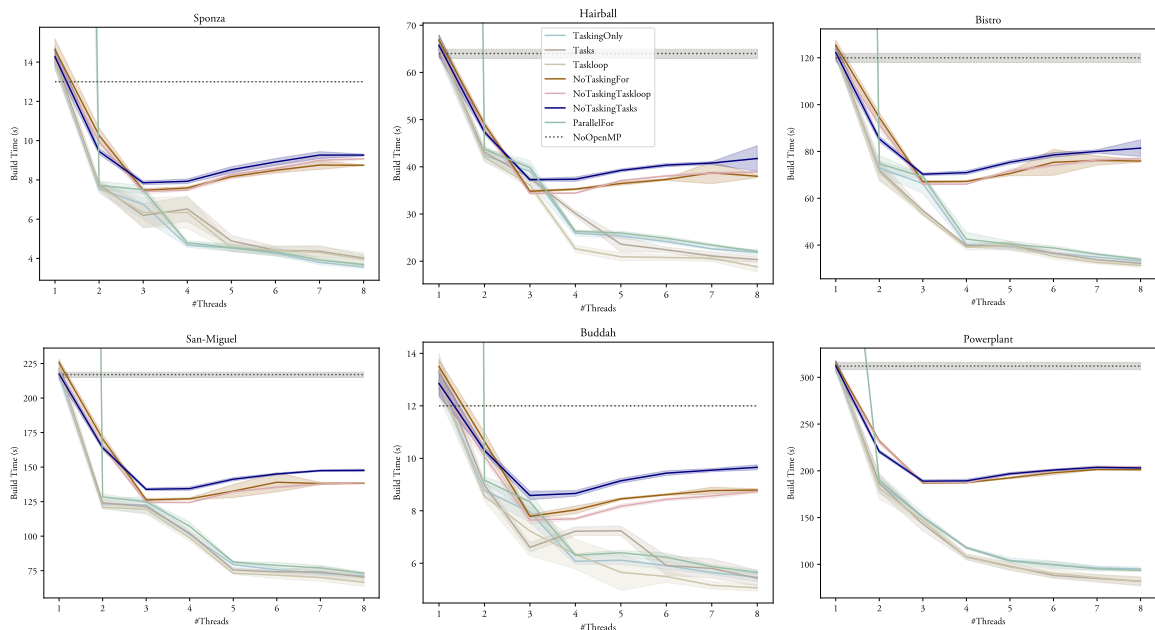 Sponza
Build Time (s)
14
12
10
8
6
4
1 2 3 4 5 6 7 8
#Threads
Hairball
Build Time (s)
70
60
50
40
30
20
TaskingOnly
Tasks
Taskloop
NoTaskingFor
NoTaskingTaskloop
NoTaskingTasks
ParallelFor
NoOpenMP
1 2 3 4 5 6 7 8
#Threads
Bistro
Build Time (s)
120
100
80
60
40
1 2 3 4 5 6 7 8
#Threads
San-Miguel
Build Time (s)
225
200
175
150
125
100
75
1 2 3 4 5 6 7 8
#Threads
Buddah
Build Time (s)
14
12
10
8
6
1 2 3 4 5 6 7 8
#Threads
Powerplant
Build Time (s)
300
250
200
150
100
1 2 3 4 5 6 7 8
#Threads